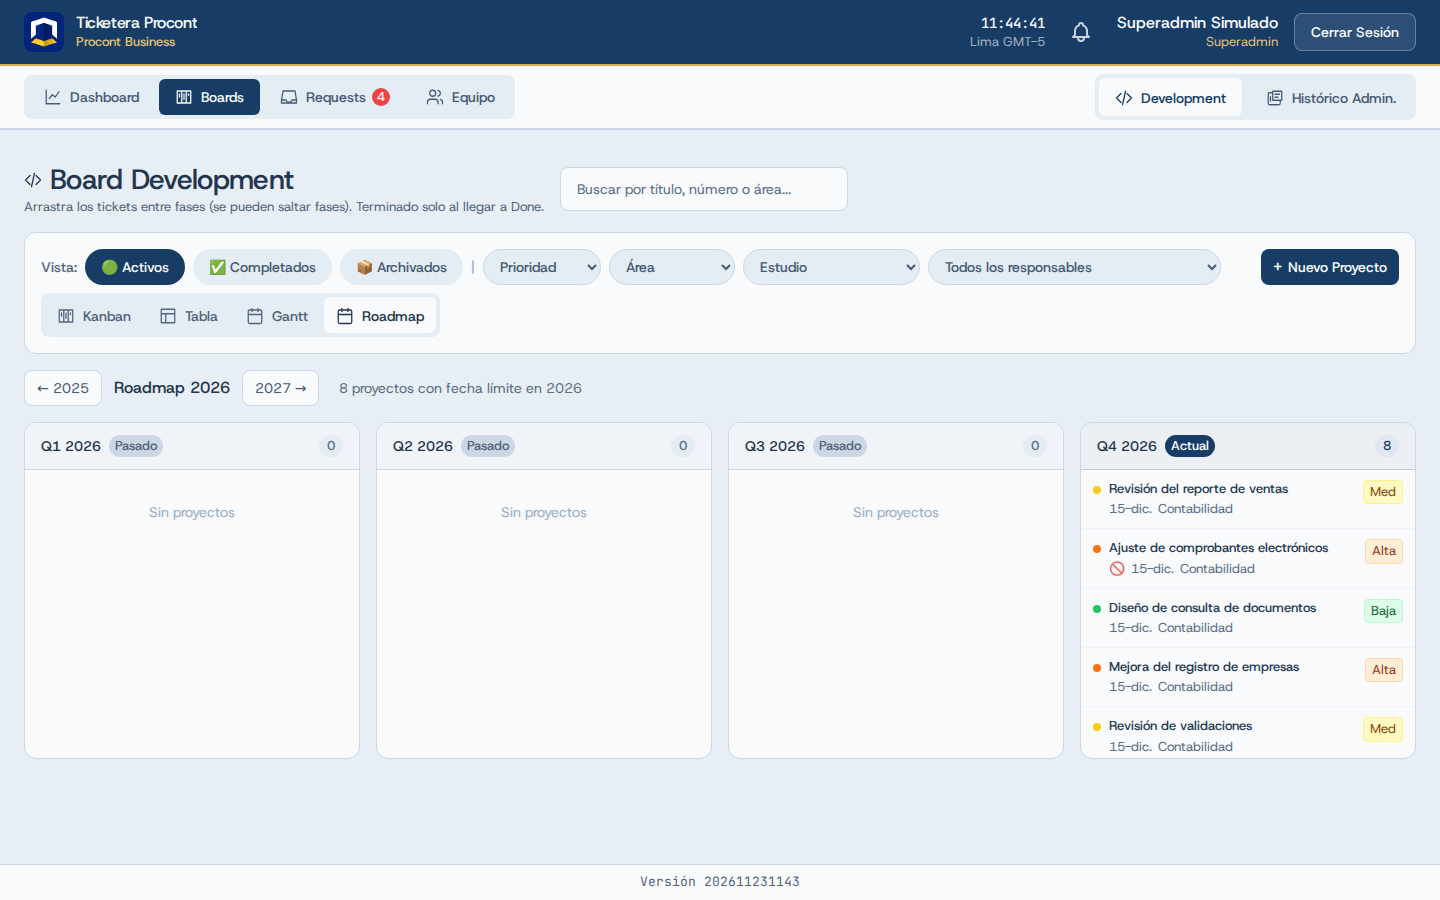 Ticketera Procont
Procont Business
11:44:41
Lima GMT-5
Superadmin Simulado
Superadmin
Cerrar Sesión
Dashboard
Boards
Requests 4
Equipo
Development
Histórico Admin.
Board Development
Arrastra los tickets entre fases (se pueden saltar fases). Terminado solo al llegar a Done.
Buscar por título, número o área...
Vista:
Activos
Completados
Archivados
|
Prioridad
Área
Estudio
Todos los responsables
+ Nuevo Proyecto
Kanban
Tabla
Gantt
Roadmap
← 2025
Roadmap 2026
2027 →
8 proyectos con fecha límite en 2026
Q1 2026 Pasado 0
Sin proyectos
Q2 2026 Pasado 0
Sin proyectos
Q3 2026 Pasado 0
Sin proyectos
Q4 2026 Actual 8
Revisión del reporte de ventas Med
15-dic. Contabilidad
Ajuste de comprobantes electrónicos Alta
15-dic. Contabilidad
Diseño de consulta de documentos Baja
15-dic. Contabilidad
Mejora del registro de empresas Alta
15-dic. Contabilidad
Revisión de validaciones Med
15-dic. Contabilidad
Versión 202611231143